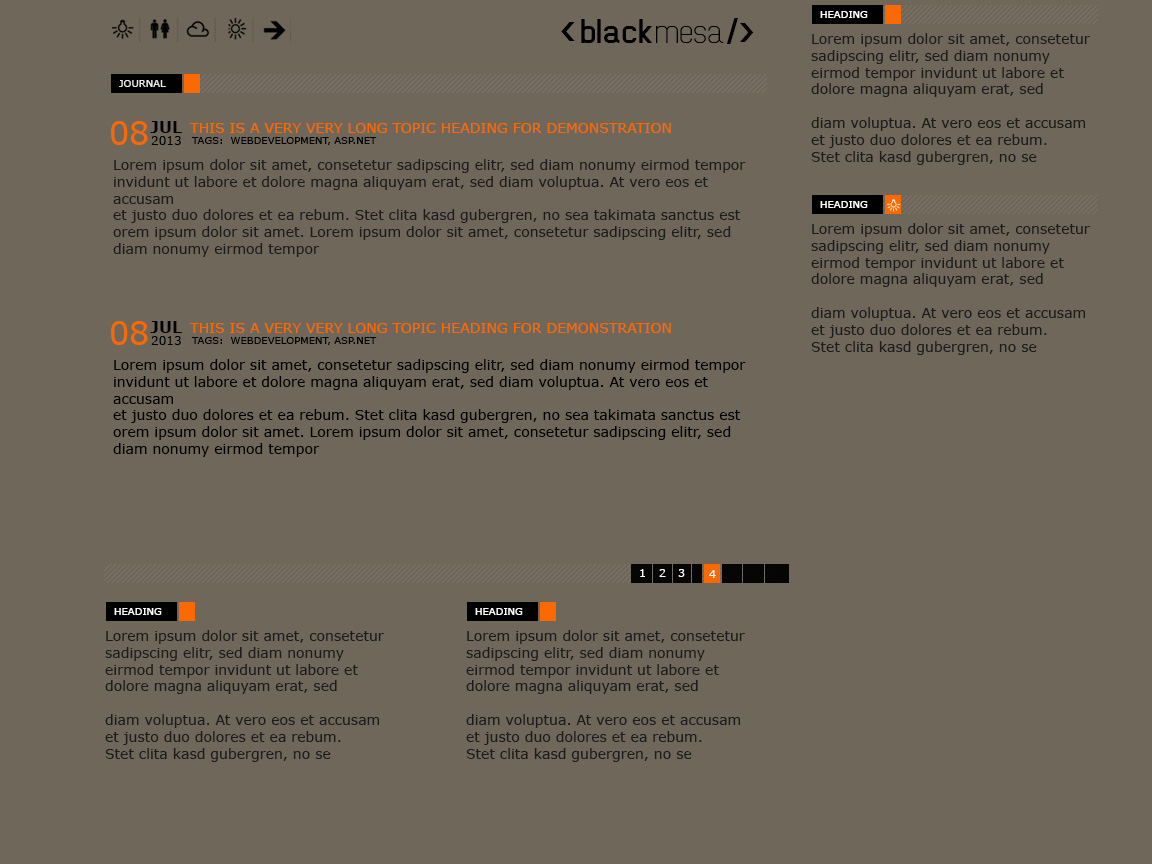 <blackmesa/>
JOURNAL
08 JUL 2013
THIS IS A VERY VERY LONG TOPIC HEADING FOR DEMONSTRATION
TAGS: WEBDEVELOPMENT, ASP.NET
Lorem ipsum dolor sit amet, consetetur sadipscing elitr, sed diam nonumy eirmod tempor
invidunt ut labore et dolore magna aliquyam erat, sed diam voluptua. At vero eos et
accusam
et justo duo dolores et ea rebum. Stet clita kasd gubergren, no sea takimata sanctus est
orem ipsum dolor sit amet. Lorem ipsum dolor sit amet, consetetur sadipscing elitr, sed
diam nonumy eirmod tempor
08 JUL 2013
THIS IS A VERY VERY LONG TOPIC HEADING FOR DEMONSTRATION
TAGS: WEBDEVELOPMENT, ASP.NET
Lorem ipsum dolor sit amet, consetetur sadipscing elitr, sed diam nonumy eirmod tempor
invidunt ut labore et dolore magna aliquyam erat, sed diam voluptua. At vero eos et
accusam
et justo duo dolores et ea rebum. Stet clita kasd gubergren, no sea takimata sanctus est
orem ipsum dolor sit amet. Lorem ipsum dolor sit amet, consetetur sadipscing elitr, sed
diam nonumy eirmod tempor
1 2 3 4
HEADING
Lorem ipsum dolor sit amet, consetetur
sadipscing elitr, sed diam nonumy
eirmod tempor invidunt ut labore et
dolore magna aliquyam erat, sed
diam voluptua. At vero eos et accusam
et justo duo dolores et ea rebum.
Stet clita kasd gubergren, no se
HEADING
Lorem ipsum dolor sit amet, consetetur
sadipscing elitr, sed diam nonumy
eirmod tempor invidunt ut labore et
dolore magna aliquyam erat, sed
diam voluptua. At vero eos et accusam
et justo duo dolores et ea rebum.
Stet clita kasd gubergren, no se
HEADING
Lorem ipsum dolor sit amet, consetetur
sadipscing elitr, sed diam nonumy
eirmod tempor invidunt ut labore et
dolore magna aliquyam erat, sed
diam voluptua. At vero eos et accusam
et justo duo dolores et ea rebum.
Stet clita kasd gubergren, no se
HEADING
Lorem ipsum dolor sit amet, consetetur
sadipscing elitr, sed diam nonumy
eirmod tempor invidunt ut labore et
dolore magna aliquyam erat, sed
diam voluptua. At vero eos et accusam
et justo duo dolores et ea rebum.
Stet clita kasd gubergren, no se